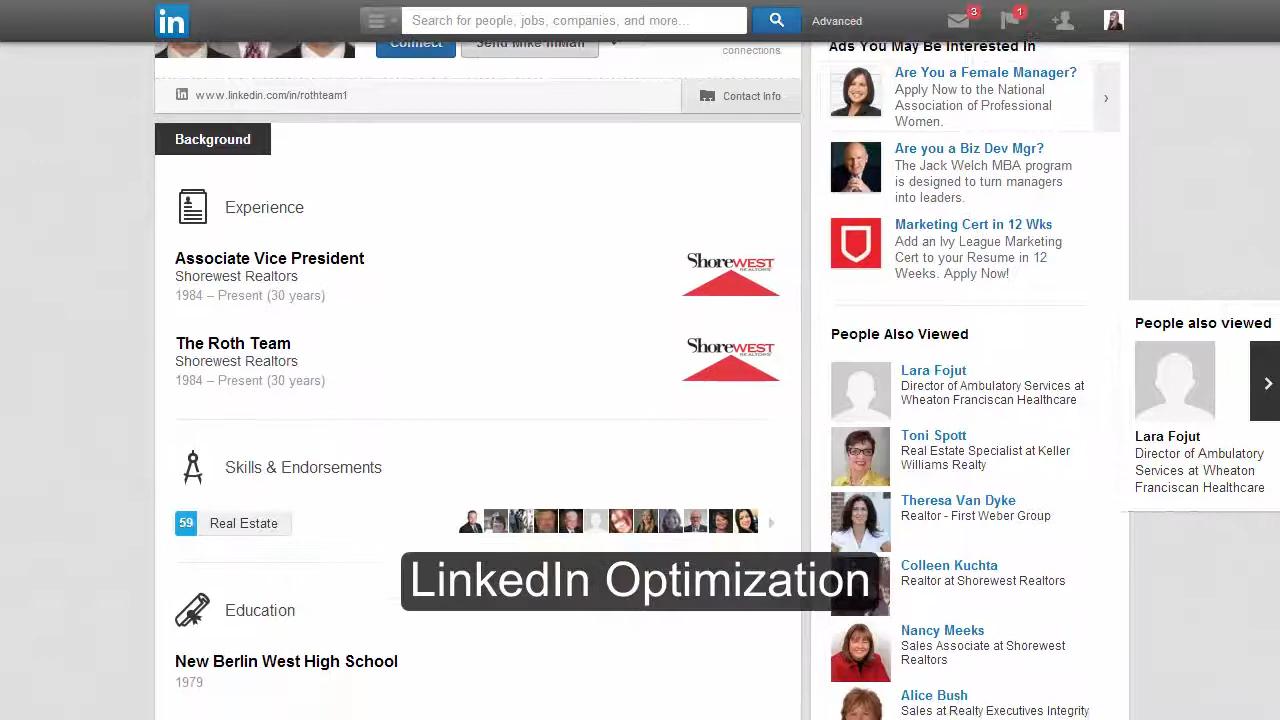 in
Search for people, jobs, companies, and more...
Advanced
3
1
Connect
Send Mike InMail
connections.
www.linkedin.com/in/rothteam1
Contact Info
Background
Experience
Associate Vice President
Shorewest Realtors
1984 – Present (30 years)
ShoreWEST
REALTORS
The Roth Team
Shorewest Realtors
1984 – Present (30 years)
ShoreWEST
REALTORS
Skills & Endorsements
59 Real Estate
LinkedIn Optimization
Education
New Berlin West High School
1979
Ads You May Be Interested In
Are You a Female Manager?
Apply Now to the National
Association of Professional
Women.
Are you a Biz Dev Mgr?
The Jack Welch MBA program
is designed to turn managers
into leaders.
Marketing Cert in 12 Wks
Add an Ivy League Marketing
Cert to your Resume in 12
Weeks. Apply Now!
People Also Viewed
Lara Fojut
Director of Ambulatory Services at
Wheaton Franciscan Healthcare
Toni Spott
Real Estate Specialist at Keller
Williams Realty
Theresa Van Dyke
Realtor - First Weber Group
Colleen Kuchta
Realtor at Shorewest Realtors
Nancy Meeks
Sales Associate at Shorewest
Realtors
Alice Bush
Sales at Realty Executives Integrity
People also viewed
Lara Fojut
Director of Ambulatory
Services at Wheaton
Franciscan Healthcare